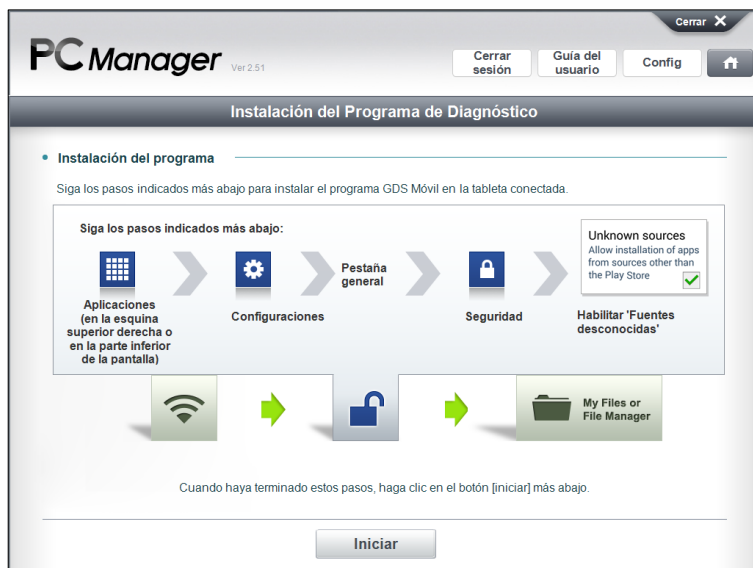 Cerrar X
PC Manager Ver 2.51
Cerrar
sesión
Guía del
usuario
Config
Instalación del Programa de Diagnóstico
Instalación del programa
Siga los pasos indicados más abajo para instalar el programa GDS Móvil en la tableta conectada.
Siga los pasos indicados más abajo:
Aplicaciones
(en la esquina
superior derecha o
en la parte inferior
de la pantalla)
Configuraciones
Pestaña
general
Seguridad
Unknown sources
Allow installation of apps
from sources other than
the Play Store
Habilitar 'Fuentes
desconocidas'
My Files or
File Manager
Cuando haya terminado estos pasos, haga clic en el botón [iniciar] más abajo.
Iniciar